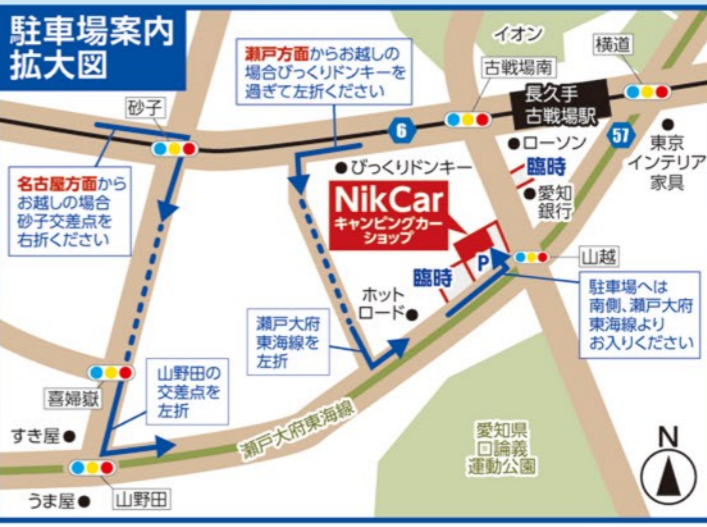 駐車場案内
拡大図
瀬戸方面からお越しの
場合びっくりドンキーを
過ぎて左折ください
イオン
横道
古戦場南
長久手
古戦場駅
砂子
6
57
ローソン
東京
インテリア
家具
びっくりドンキー
臨時
愛知
銀行
名古屋方面から
お越しの場合
砂子交差点を
右折ください
NikCar
キャンピングカー
ショップ
P
臨時
山越
ホット
ロード
駐車場へは
南側、瀬戸大府
東海線より
お入りください
瀬戸大府
東海線を
左折
山野田の
交差点を
左折
喜婦嶽
すき屋
瀬戸大府東海線
愛知県
口論義
運動公園
N
うま屋
山野田